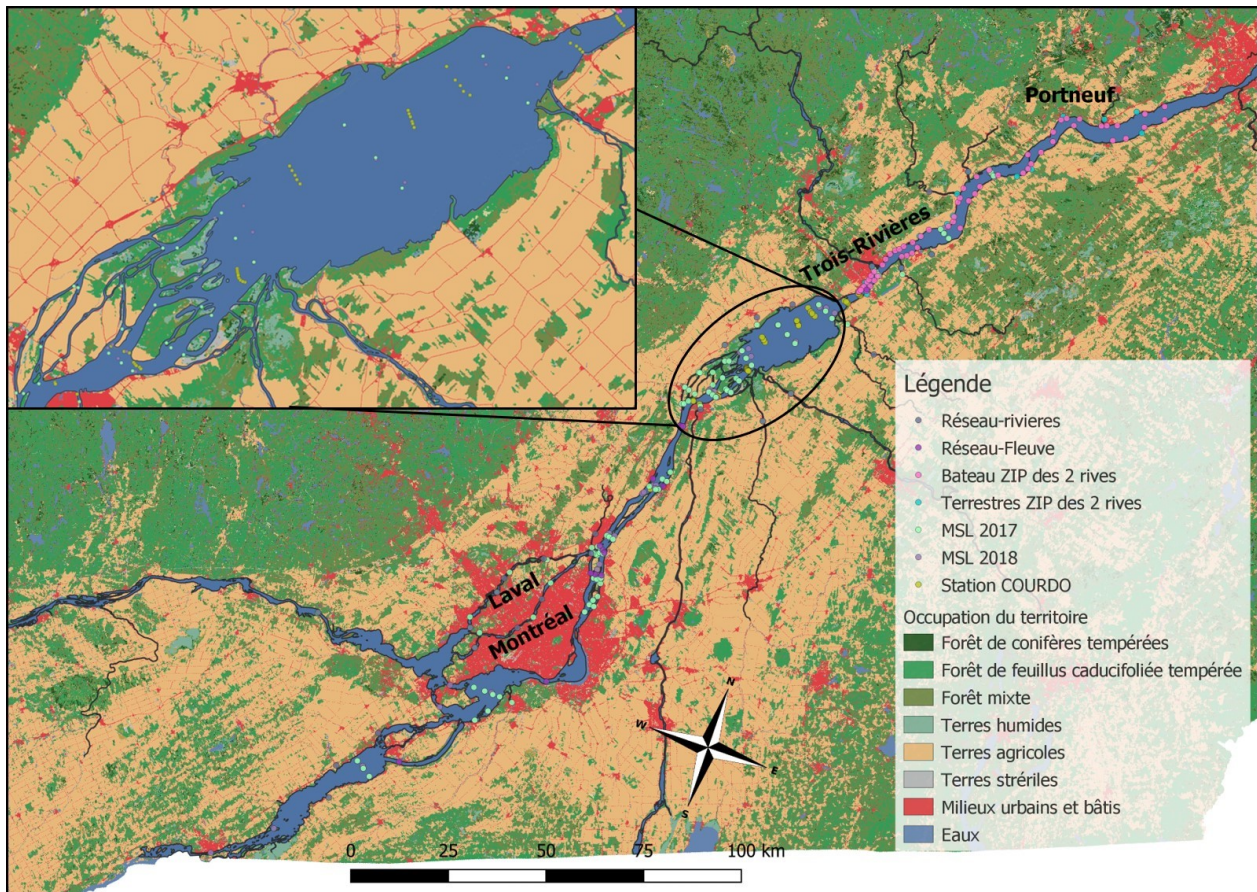 Portneuf
Trois-Rivières
Légende
Réseau-rivieres
Réseau-Fleuve
Bateau ZIP des 2 rives
Terrestres ZIP des 2 rives
MSL 2017
MSL 2018
Station COURDO
Occupation du territoire
Forêt de conifères tempérées
Forêt de feuillus caducifoliée tempérée
Forêt mixte
Terres humides
Terres agricoles
Terres strériles
Milieux urbains et bâtis
Eaux
Laval
Montréal
N
W
E
S
0 25 50 75 100 km